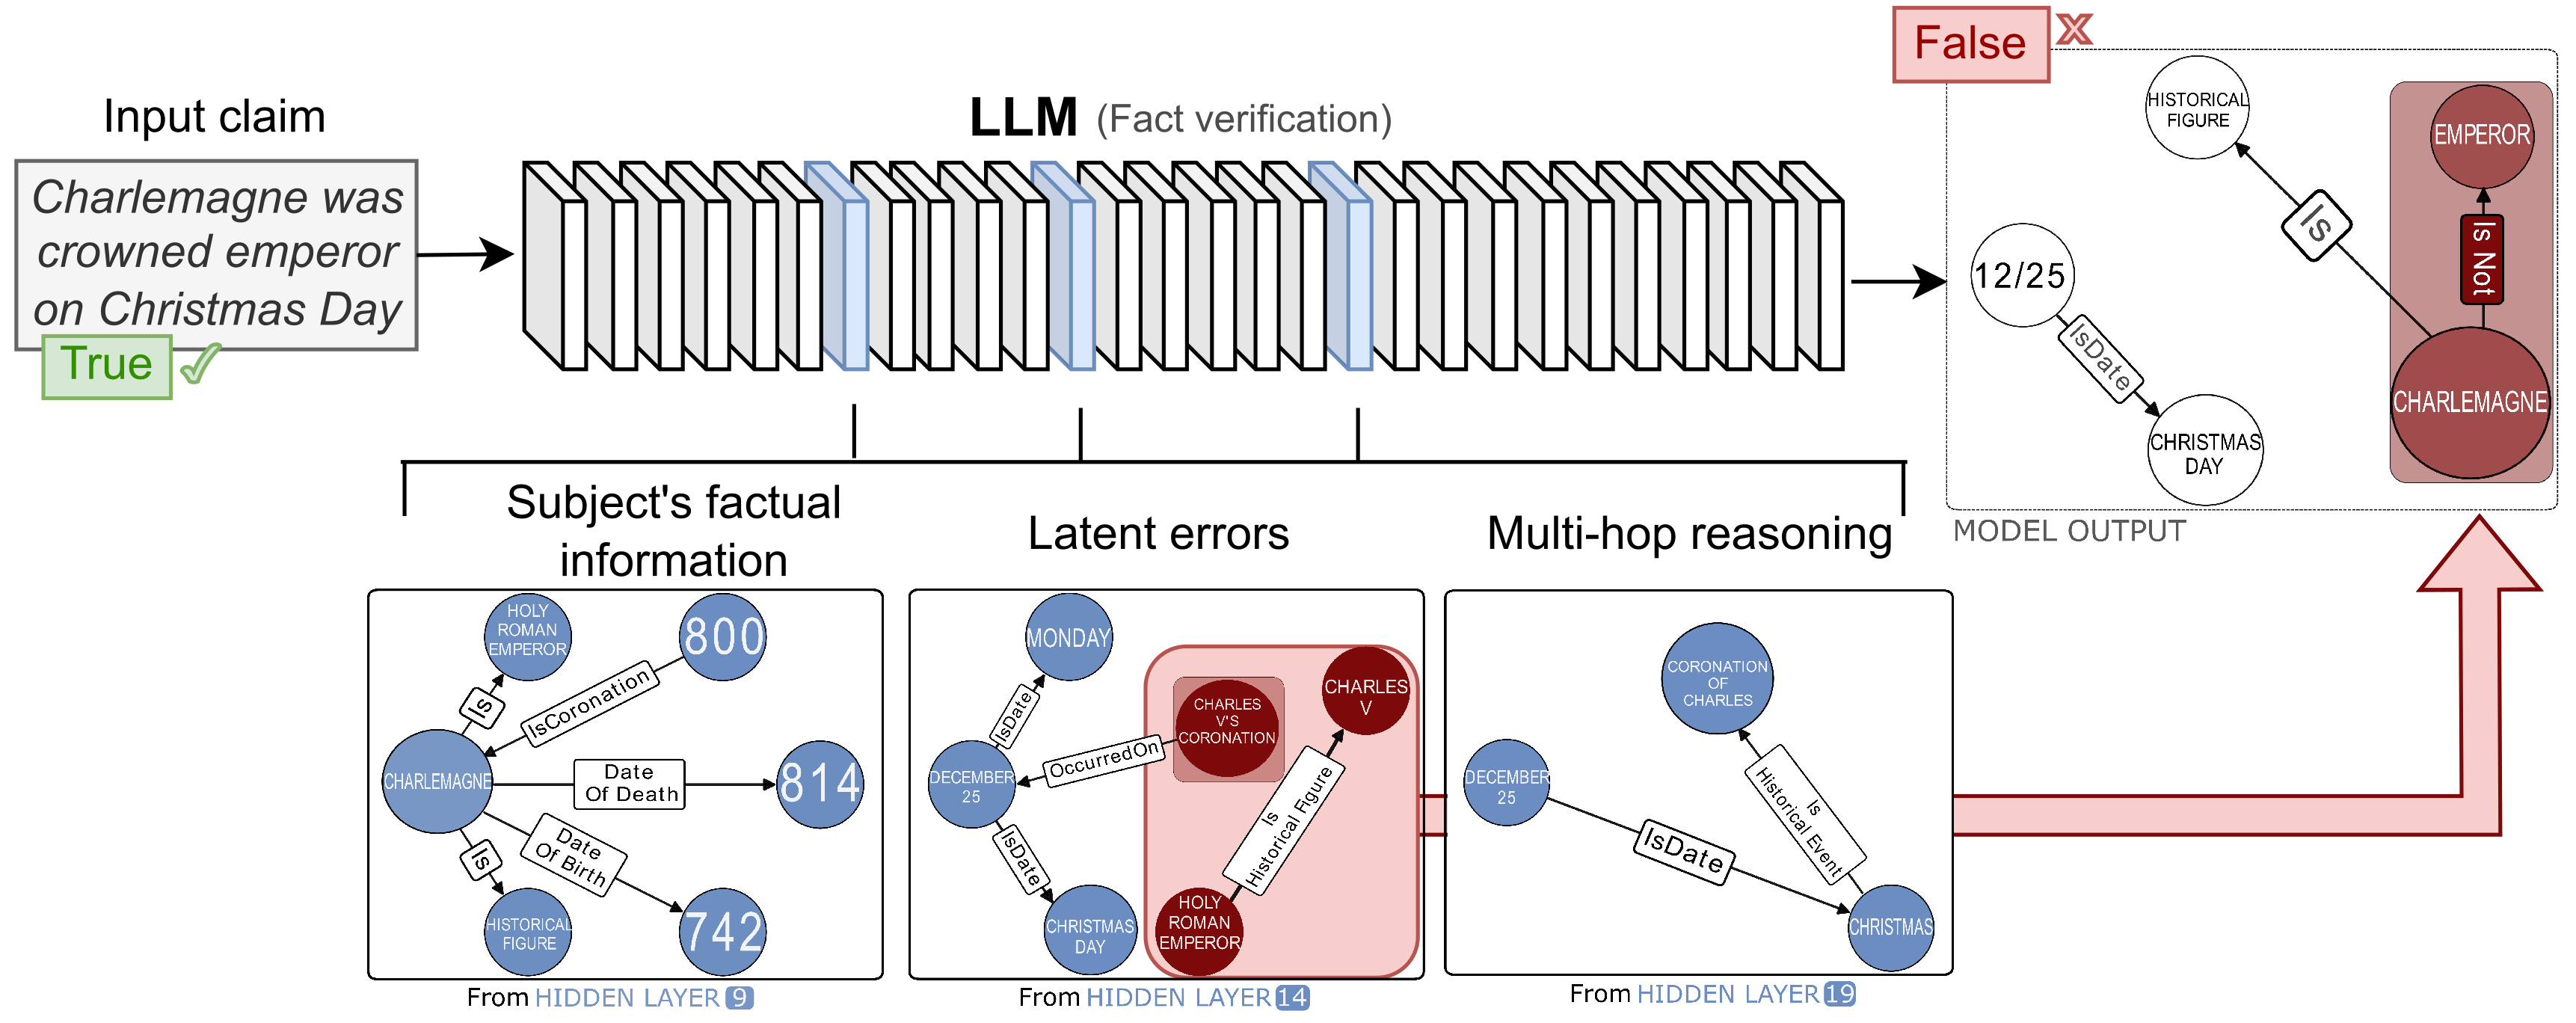 Input claim
Charlemagne was
crowned emperor
on Christmas Day
True
LLM (Fact verification)
False
HISTORICAL
FIGURE
EMPEROR
Is
Is Not
12/25
IsDate
CHARLEMAGNE
CHRISTMAS
DAY
MODEL OUTPUT
Subject's factual
information
HOLY
ROMAN
EMPEROR
800
Is
IsCoronation
CHARLEMAGNE
Date
Of Death
814
Is
Date
Of Birth
HISTORICAL
FIGURE
742
From HIDDEN LAYER 9
Latent errors
MONDAY
CHARLES
V
CHARLES
V'S
CORONATION
IsDate
OccurredOn
DECEMBER
25
Is
Historical Figure
IsDate
CHRISTMAS
DAY
HOLY
ROMAN
EMPEROR
From HIDDEN LAYER 14
Multi-hop reasoning
CORONATION
OF
CHARLES
DECEMBER
25
Is
Historical Event
IsDate
CHRISTMAS
From HIDDEN LAYER 19